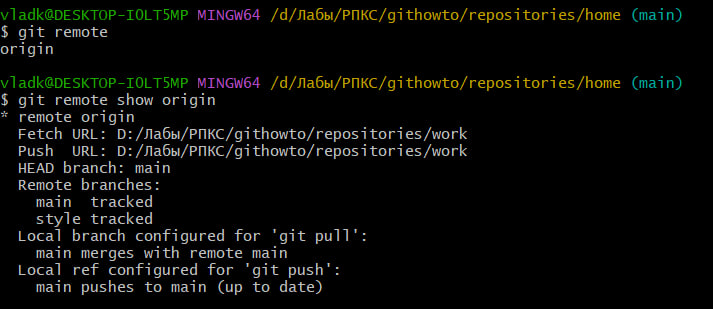 vladk@DESKTOP-IOLT5MP MINGW64 /d/Лабы/РПКС/githowto/repositories/home (main)
$ git remote
origin

vladk@DESKTOP-IOLT5MP MINGW64 /d/Лабы/РПКС/githowto/repositories/home (main)
$ git remote show origin
* remote origin
  Fetch URL: D:/Лабы/РПКС/githowto/repositories/work
  Push  URL: D:/Лабы/РПКС/githowto/repositories/work
  HEAD branch: main
  Remote branches:
    main  tracked
    style tracked
  Local branch configured for 'git pull':
    main merges with remote main
  Local ref configured for 'git push':
    main pushes to main (up to date)